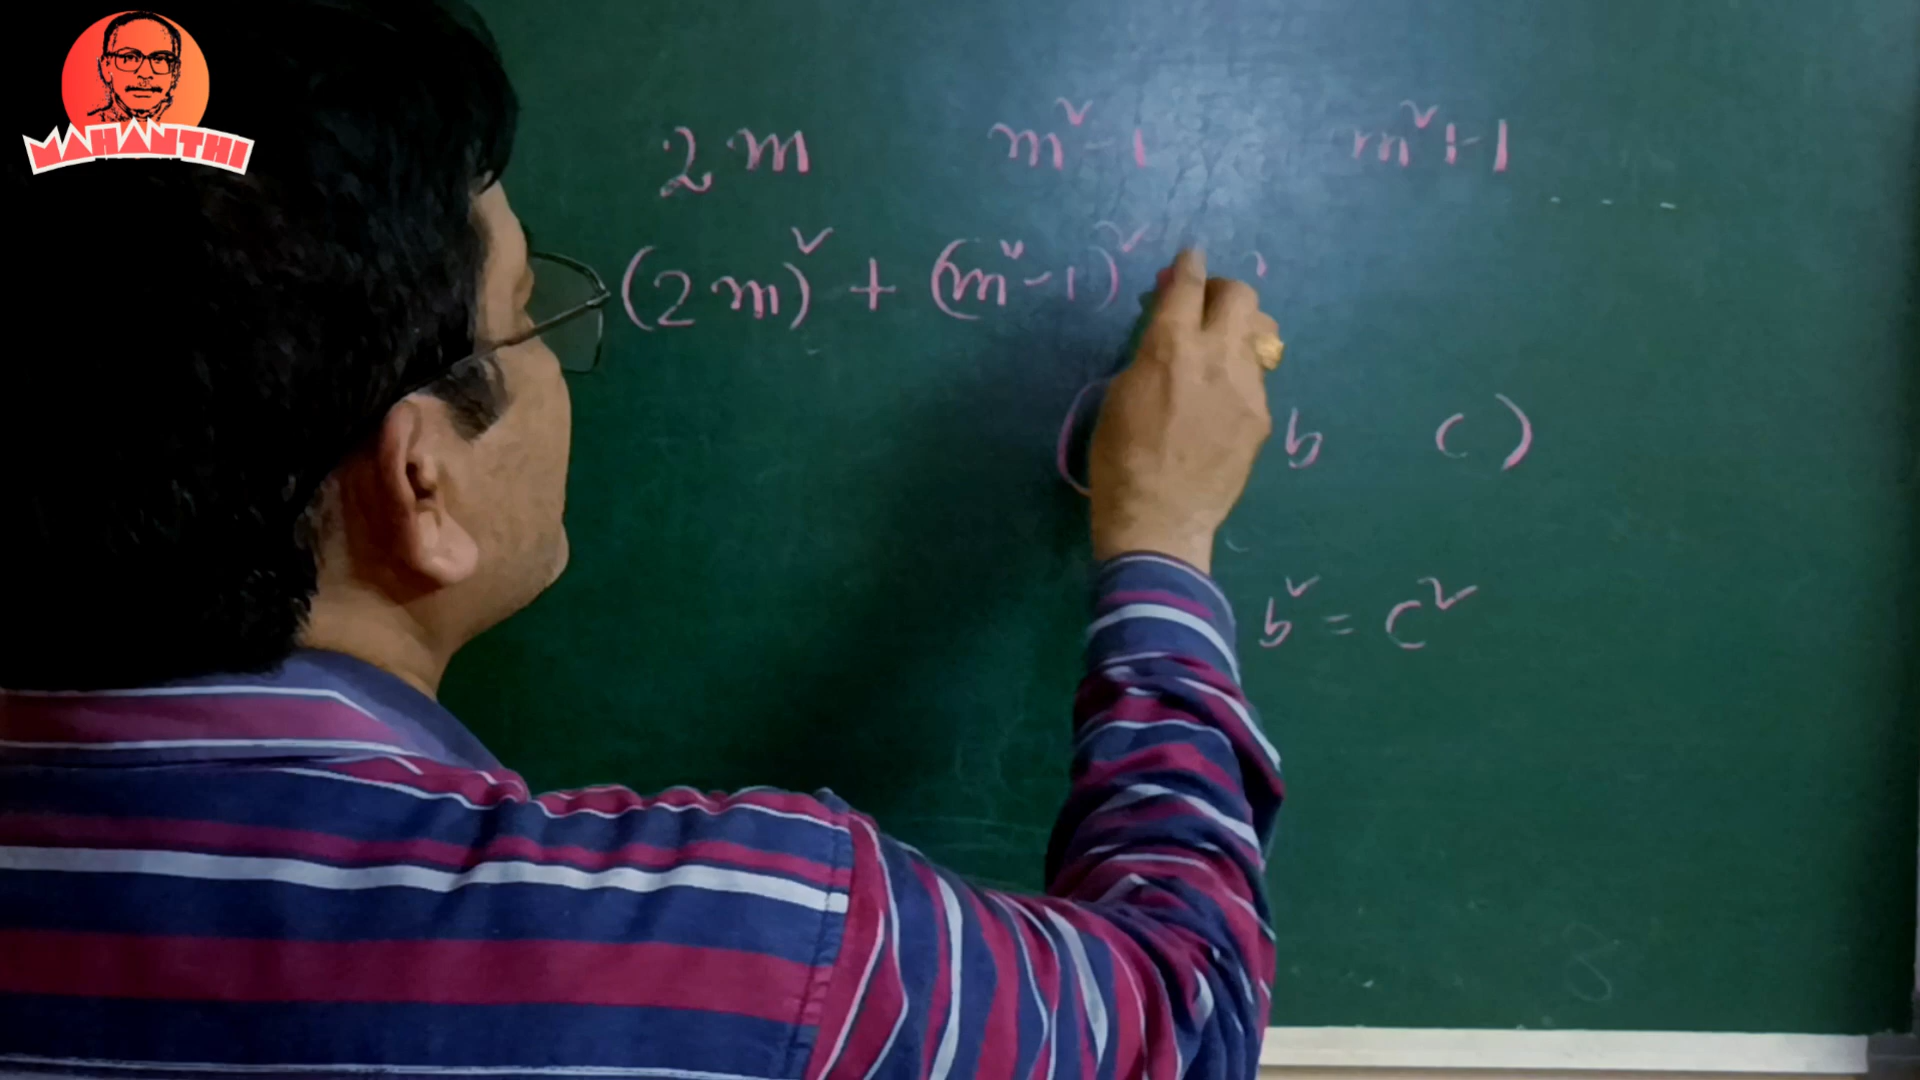 MAHANTHI
2m m²-1 m²+1
(2m)² + (m²-1)²
( b c)
b² = c²